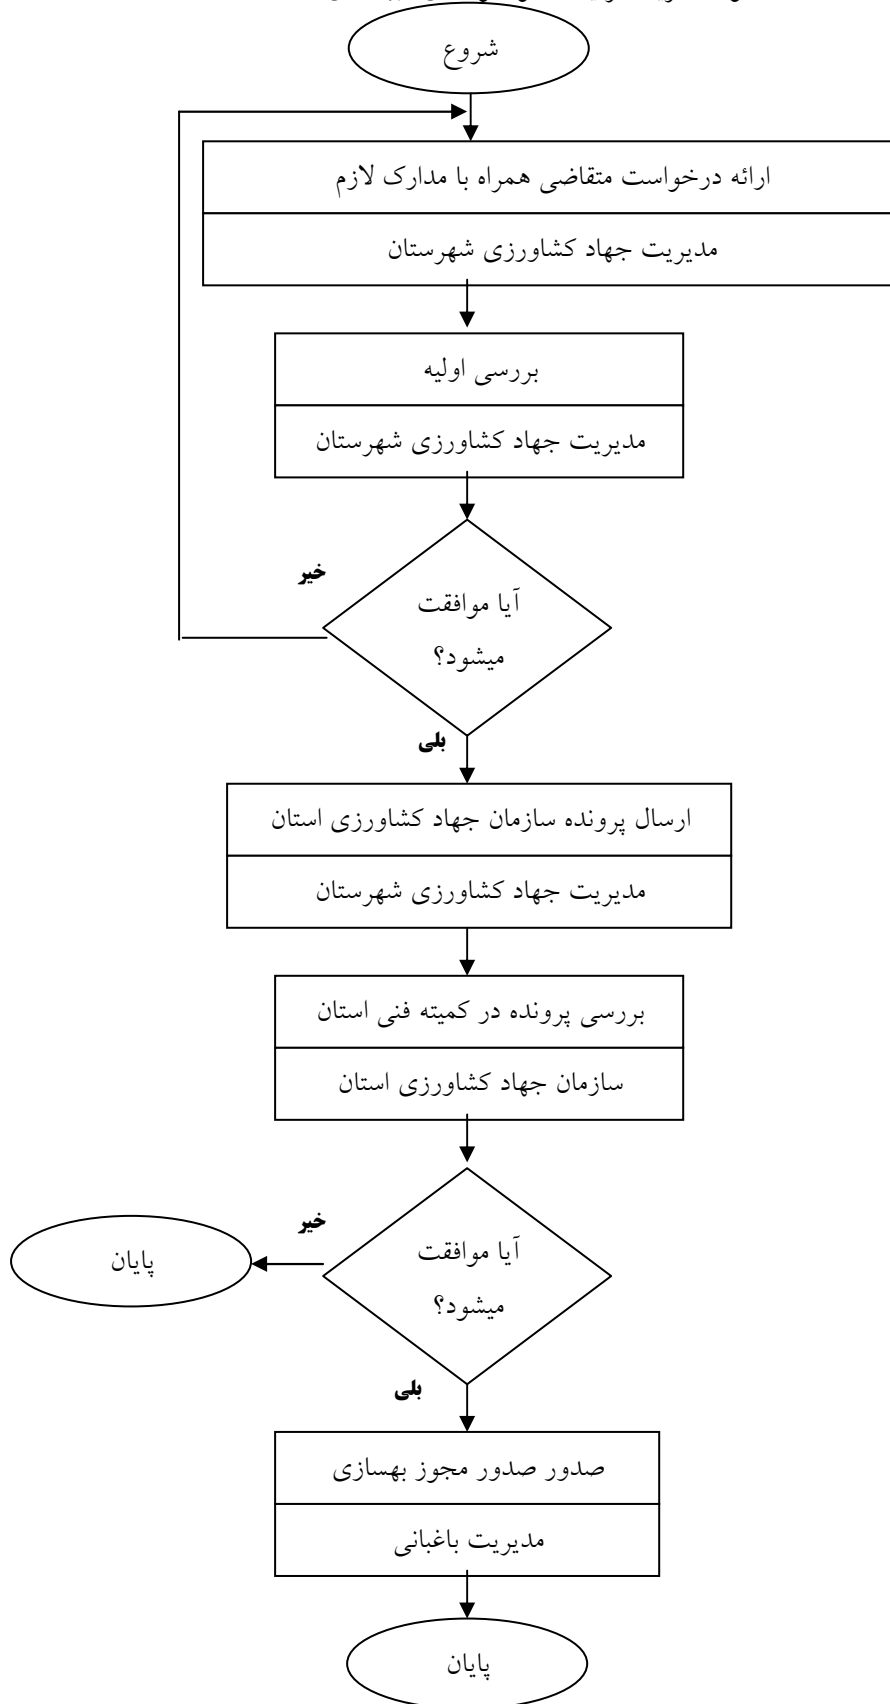 شروع
ارائه درخواست متقاضی همراه با مدارک لازم
مدیریت جهاد کشاورزی شهرستان
بررسی اولیه
مدیریت جهاد کشاورزی شهرستان
خیر
آیا موافقت
میشود؟
بلی
ارسال پرونده سازمان جهاد کشاورزی استان
مدیریت جهاد کشاورزی شهرستان
بررسی پرونده در کمیته فنی استان
سازمان جهاد کشاورزی استان
خیر
آیا موافقت
میشود؟
پایان
بلی
صدور صدور مجوز بهسازی
مدیریت باغبانی
پایان